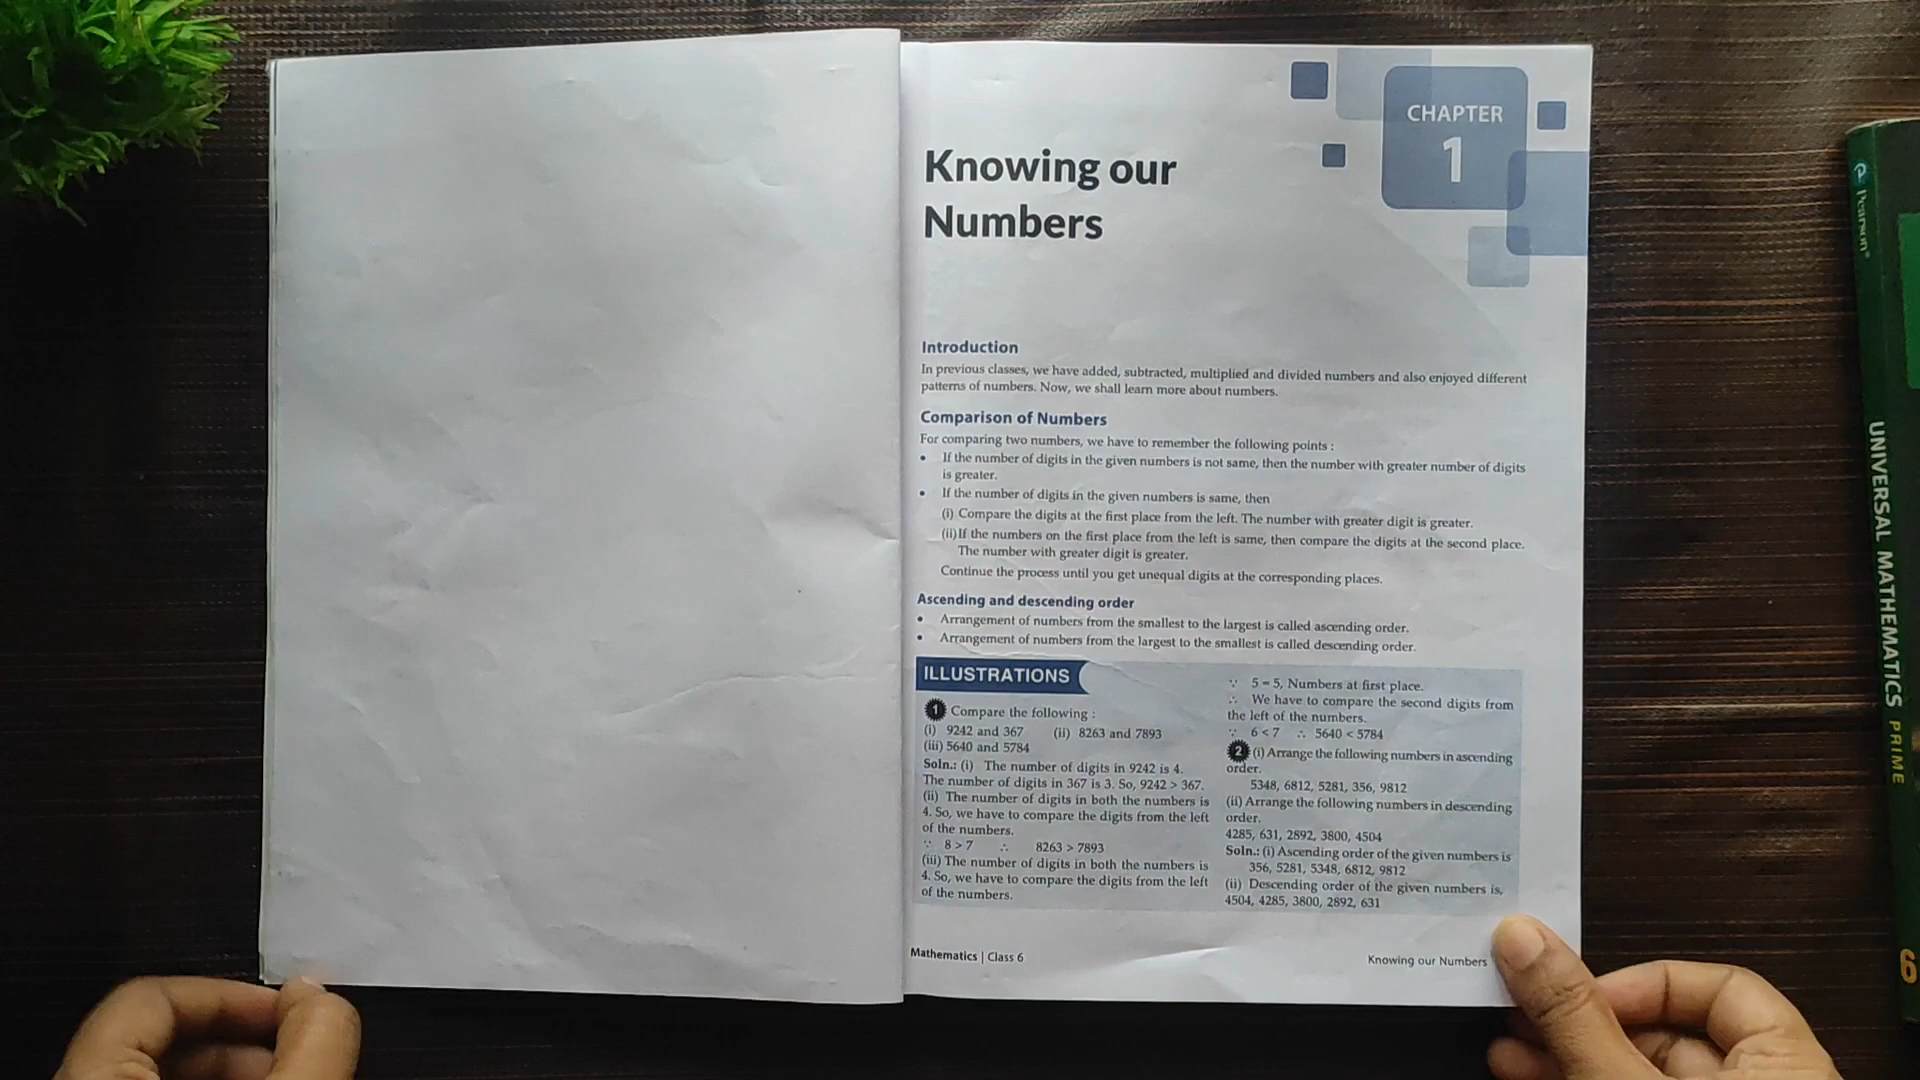 CHAPTER
1
Knowing our
Numbers
Introduction
In previous classes, we have added, subtracted, multiplied and divided numbers and also enjoyed different
patterns of numbers. Now, we shall learn more about numbers.
Comparison of Numbers
For comparing two numbers, we have to remember the following points :
• If the number of digits in the given numbers is not same, then the number with greater number of digits
is greater.
• If the number of digits in the given numbers is same, then
(i) Compare the digits at the first place from the left. The number with greater digit is greater.
(ii)If the numbers on the first place from the left is same, then compare the digits at the second place.
The number with greater digit is greater.
Continue the process until you get unequal digits at the corresponding places.
Ascending and descending order
• Arrangement of numbers from the smallest to the largest is called ascending order.
• Arrangement of numbers from the largest to the smallest is called descending order.
ILLUSTRATIONS
1 Compare the following :
(i) 9242 and 367 (ii) 8263 and 7893
(iii) 5640 and 5784
Soln.: (i) The number of digits in 9242 is 4.
The number of digits in 367 is 3. So, 9242 > 367.
(ii) The number of digits in both the numbers is
4. So, we have to compare the digits from the left
of the numbers.
∵ 8 > 7 ∴ 8263 > 7893
(iii) The number of digits in both the numbers is
4. So, we have to compare the digits from the left
of the numbers.
∵ 5 = 5, Numbers at first place.
∴ We have to compare the second digits from
the left of the numbers.
∵ 6 < 7 ∴ 5640 < 5784
2 (i) Arrange the following numbers in ascending
order.
5348, 6812, 5281, 356, 9812
(ii) Arrange the following numbers in descending
order.
4285, 631, 2892, 3800, 4504
Soln.: (i) Ascending order of the given numbers is
356, 5281, 5348, 6812, 9812
(ii) Descending order of the given numbers is,
4504, 4285, 3800, 2892, 631
Mathematics | Class 6
Knowing our Numbers
Pearson
UNIVERSAL MATHEMATICS PRIME
6